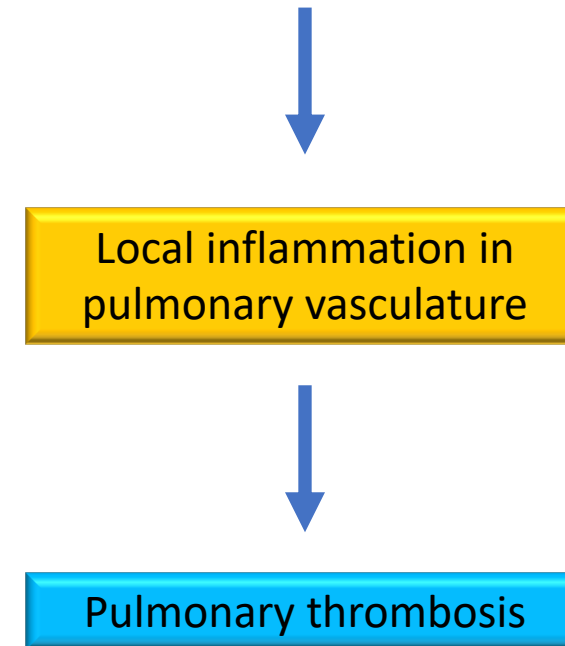 Local inflammation in
pulmonary vasculature
Pulmonary thrombosis